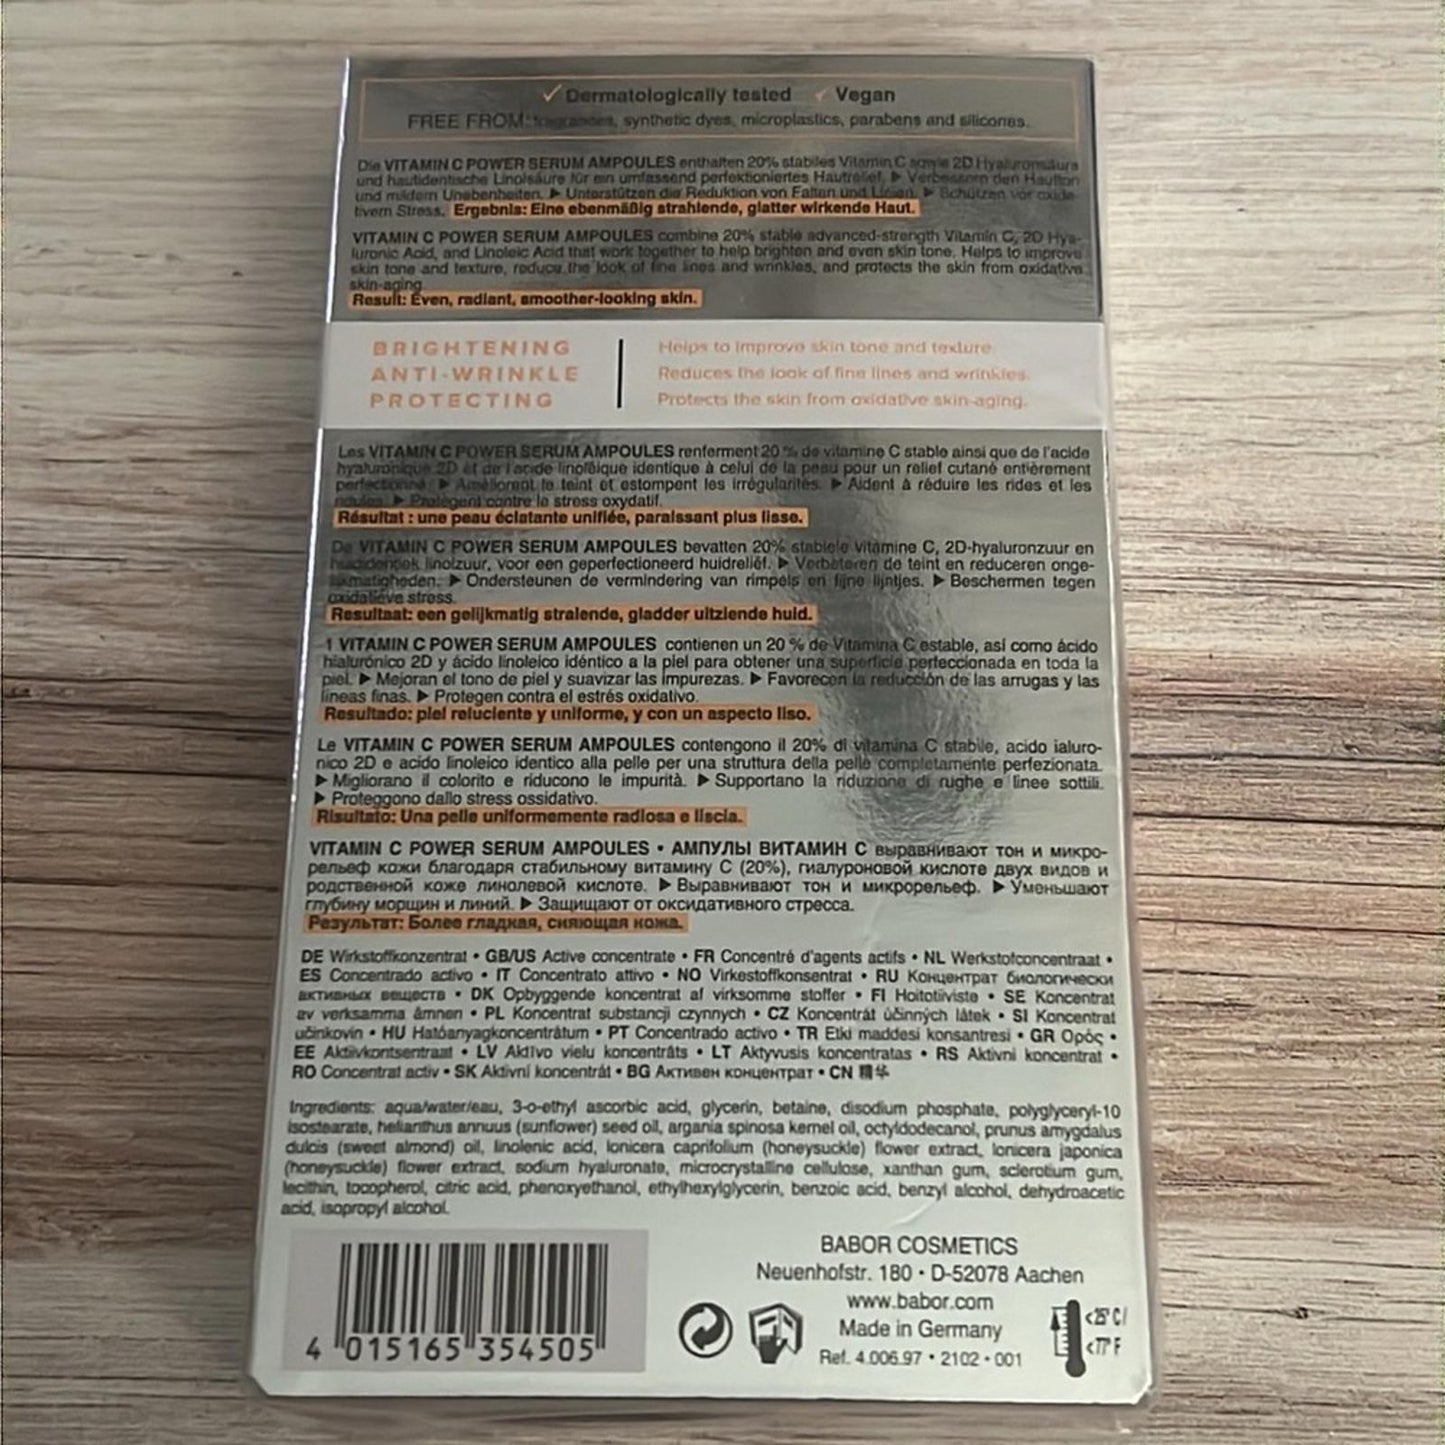 ✓ Dermatologically tested ✓ Vegan
FREE FROM: fragrances, synthetic dyes, microplastics, parabens and silicones.
Die VITAMIN C POWER SERUM AMPOULES enthalten 20% stabiles Vitamin C sowie 2D Hyaluronsäure
und hautidentische Linolsäure für ein umfassend perfektioniertes Hautrelief. ▶ Verbessern den Hautton
und mildern Unebenheiten. ▶ Unterstützen die Reduktion von Falten und Linien. ▶ Schützen vor oxida-
tivem Stress. Ergebnis: Eine ebenmäßig strahlende, glatter wirkende Haut.
VITAMIN C POWER SERUM AMPOULES combine 20% stable advanced-strength Vitamin C, 2D Hya-
luronic Acid, and Linoleic Acid that work together to help brighten and even skin tone. Helps to improve
skin tone and texture, reduce the look of fine lines and wrinkles, and protects the skin from oxidative
skin-aging.
Result: Even, radiant, smoother-looking skin.
BRIGHTENING
ANTI-WRINKLE
PROTECTING
Helps to improve skin tone and texture.
Reduces the look of fine lines and wrinkles.
Protects the skin from oxidative skin-aging.
Les VITAMIN C POWER SERUM AMPOULES renferment 20 % de vitamine C stable ainsi que de l'acide
hyaluronique 2D et de l'acide linoléique identique à celui de la peau pour un relief cutané entièrement
perfectionné. ▶ Améliorent le teint et estompent les irrégularités. ▶ Aident à réduire les rides et les
ridules. ▶ Protègent contre le stress oxydatif.
Résultat : une peau éclatante unifiée, paraissant plus lisse.
De VITAMIN C POWER SERUM AMPOULES bevatten 20% stabiele Vitamine C, 2D-hyaluronzuur en
huididentiek linolzuur, voor een geperfectioneerd huidreliëf. ▶ Verbeteren de teint en reduceren onge-
lijkmatigheden. ▶ Ondersteunen de vermindering van rimpels en fijne lijntjes. ▶ Beschermen tegen
oxidatieve stress.
Resultaat: een gelijkmatig stralende, gladder uitziende huid.
1 VITAMIN C POWER SERUM AMPOULES contienen un 20 % de Vitamina C estable, así como ácido
hialurónico 2D y ácido linoleico idéntico a la piel para obtener una superficie perfeccionada en toda la
piel. ▶ Mejoran el tono de piel y suavizar las impurezas. ▶ Favorecen la reducción de las arrugas y las
líneas finas. ▶ Protegen contra el estrés oxidativo.
Resultado: piel reluciente y uniforme, y con un aspecto liso.
Le VITAMIN C POWER SERUM AMPOULES contengono il 20% di vitamina C stabile, acido ialuro-
nico 2D e acido linoleico identico alla pelle per una struttura della pelle completamente perfezionata.
▶ Migliorano il colorito e riducono le impurità. ▶ Supportano la riduzione di rughe e linee sottili.
▶ Proteggono dallo stress ossidativo.
Risultato: Una pelle uniformemente radiosa e liscia.
VITAMIN C POWER SERUM AMPOULES • АМПУЛЫ ВИТАМИН С выравнивают тон и микро-
рельеф кожи благодаря стабильному витамину С (20%), гиалуроновой кислоте двух видов и
родственной коже линолевой кислоте. ▶ Выравнивают тон и микрорельеф. ▶ Уменьшают
глубину морщин и линий. ▶ Защищают от оксидативного стресса.
Результат: Более гладкая, сияющая кожа.
DE Wirkstoffkonzentrat • GB/US Active concentrate • FR Concentré d'agents actifs • NL Werkstofconcentraat •
ES Concentrado activo • IT Concentrato attivo • NO Virkestoffkonsentrat • RU Концентрат биологически
активных веществ • DK Opbyggende koncentrat af virksomme stoffer • FI Hoitotiiviste • SE Koncentrat
av verksamma ämnen • PL Koncentrat substancji czynnych • CZ Koncentrát účinných látek • SI Koncentrat
učinkovin • HU Hatóanyagkoncentrátum • PT Concentrado activo • TR Etki maddesi konsantresi • GR Ορός •
EE Aktiivkontsentraat • LV Aktīvo vielu koncentrāts • LT Aktyvusis koncentratas • RS Aktivni koncentrat •
RO Concentrat activ • SK Aktívní koncentrát • BG Активен концентрат • CN 精华
Ingredients: aqua/water/eau, 3-o-ethyl ascorbic acid, glycerin, betaine, disodium phosphate, polyglyceryl-10
isostearate, helianthus annuus (sunflower) seed oil, argania spinosa kernel oil, octyldodecanol, prunus amygdalus
dulcis (sweet almond) oil, linolenic acid, lonicera caprifolium (honeysuckle) flower extract, lonicera japonica
(honeysuckle) flower extract, sodium hyaluronate, microcrystalline cellulose, xanthan gum, sclerotium gum,
lecithin, tocopherol, citric acid, phenoxyethanol, ethylhexylglycerin, benzoic acid, benzyl alcohol, dehydroacetic
acid, isopropyl alcohol.
4 015165 354505
BABOR COSMETICS
Neuenhofstr. 180 • D-52078 Aachen
www.babor.com
Made in Germany
Ref. 4.006.97 • 2102 • 001
<25° C/
<77° F